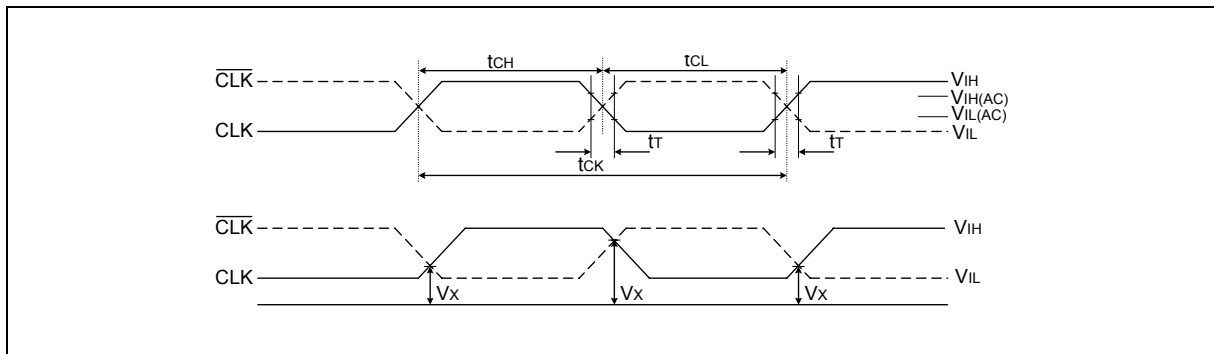 tCH tCL
CLK VIH
VIH(AC)
VIL(AC)
CLK VIL
tT tT
tCK
CLK VIH
CLK VIL
VX VX VX